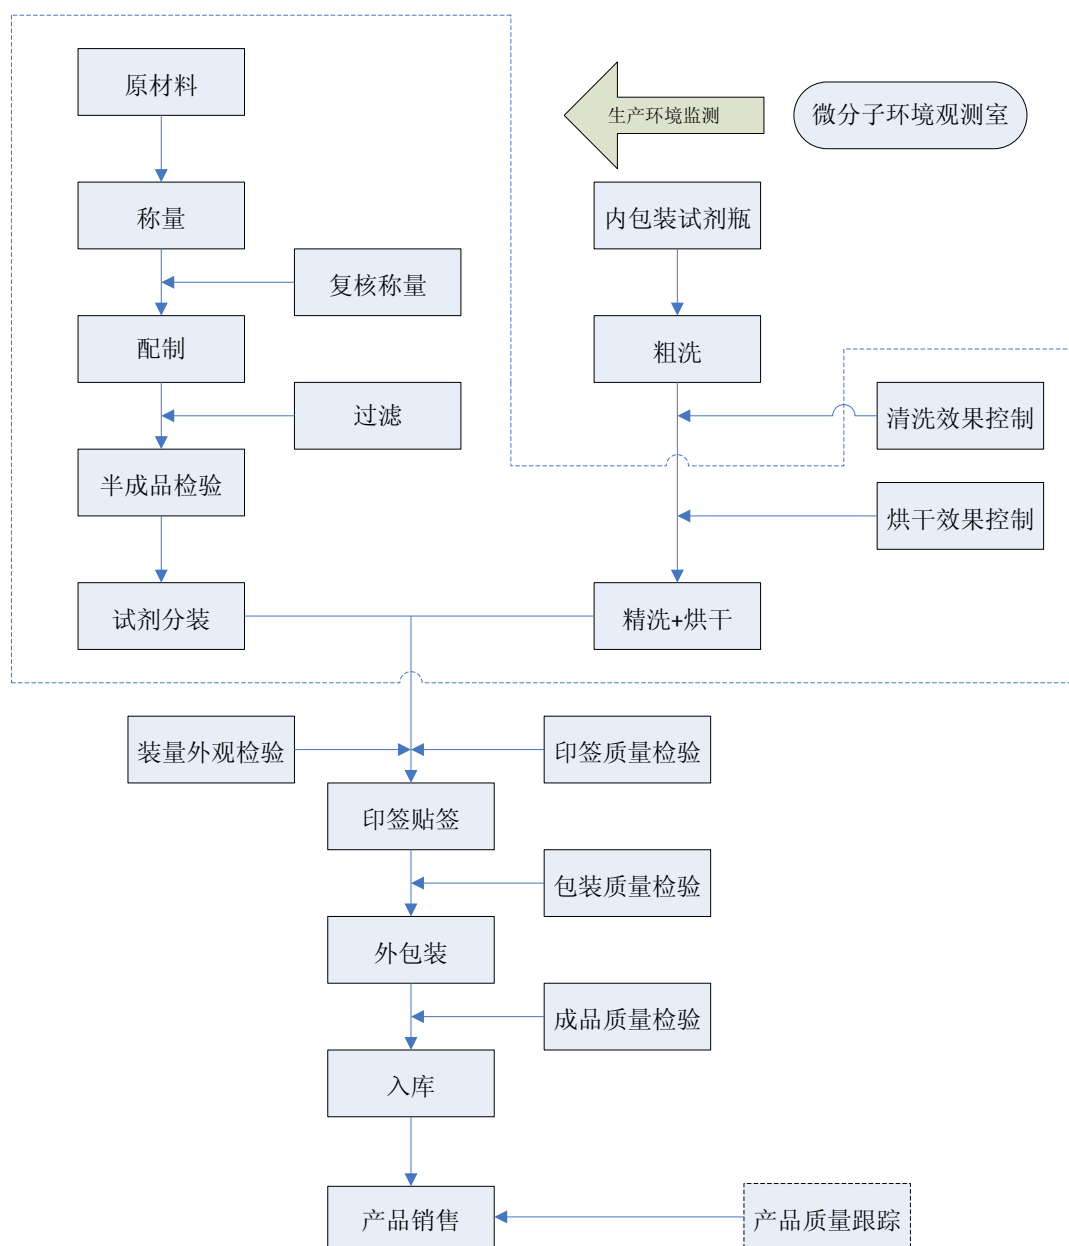 原材料
生产环境监测
微分子环境观测室
称量
内包装试剂瓶
复核称量
配制
粗洗
过滤
清洗效果控制
半成品检验
烘干效果控制
试剂分装
精洗+烘干
装量外观检验
印签质量检验
印签贴签
包装质量检验
外包装
成品质量检验
入库
产品销售
产品质量跟踪